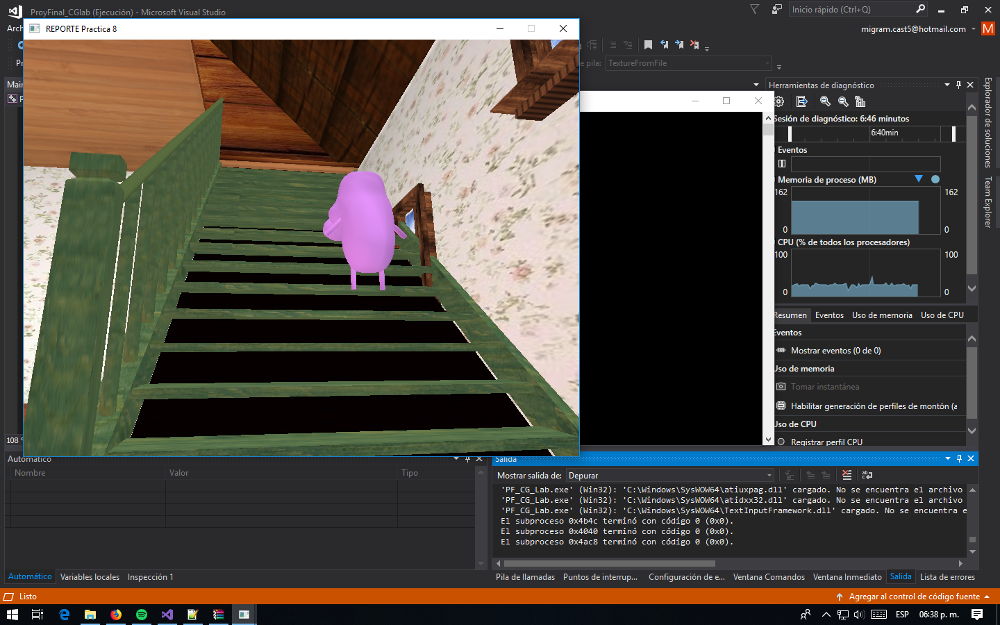 ProyFinal_CGlab (Ejecución) - Microsoft Visual Studio
Inicio rápido (Ctrl+Q)
Arch
REPORTE Practica 8
migram.cast5@hotmail.com
M
e pila:
TextureFromFile
Main
Herramientas de diagnóstico
Sesión de diagnóstico: 6:46 minutos
6:40min
Eventos
Memoria de proceso (MB)
162
162
0
0
CPU (% de todos los procesadores)
100
100
0
0
Resumen
Eventos
Uso de memoria
Uso de CPU
Eventos
Mostrar eventos (0 de 0)
Uso de memoria
Tomar instantánea
Habilitar generación de perfiles de montón (a
Uso de CPU
Registrar perfil CPU
Explorador de soluciones
Team Explorer
108 %
Automático
Nombre
Valor
Tipo
Salida
Mostrar salida de:
Depurar
'PF_CG_Lab.exe' (Win32): 'C:\Windows\SysWOW64\atiuxpag.dll' cargado. No se encuentra el archivo
'PF_CG_Lab.exe' (Win32): 'C:\Windows\SysWOW64\atidxx32.dll' cargado. No se encuentra el archivo
'PF_CG_Lab.exe' (Win32): 'C:\Windows\SysWOW64\TextInputFramework.dll' cargado. No se encuentra e
El subproceso 0x4b4c terminó con código 0 (0x0).
El subproceso 0x4040 terminó con código 0 (0x0).
El subproceso 0x4ac8 terminó con código 0 (0x0).
Automático
Variables locales
Inspección 1
Pila de llamadas
Puntos de interrup...
Configuración de e...
Ventana Comandos
Ventana Inmediato
Salida
Lista de errores
Listo
Agregar al control de código fuente
ESP
06:38 p. m.